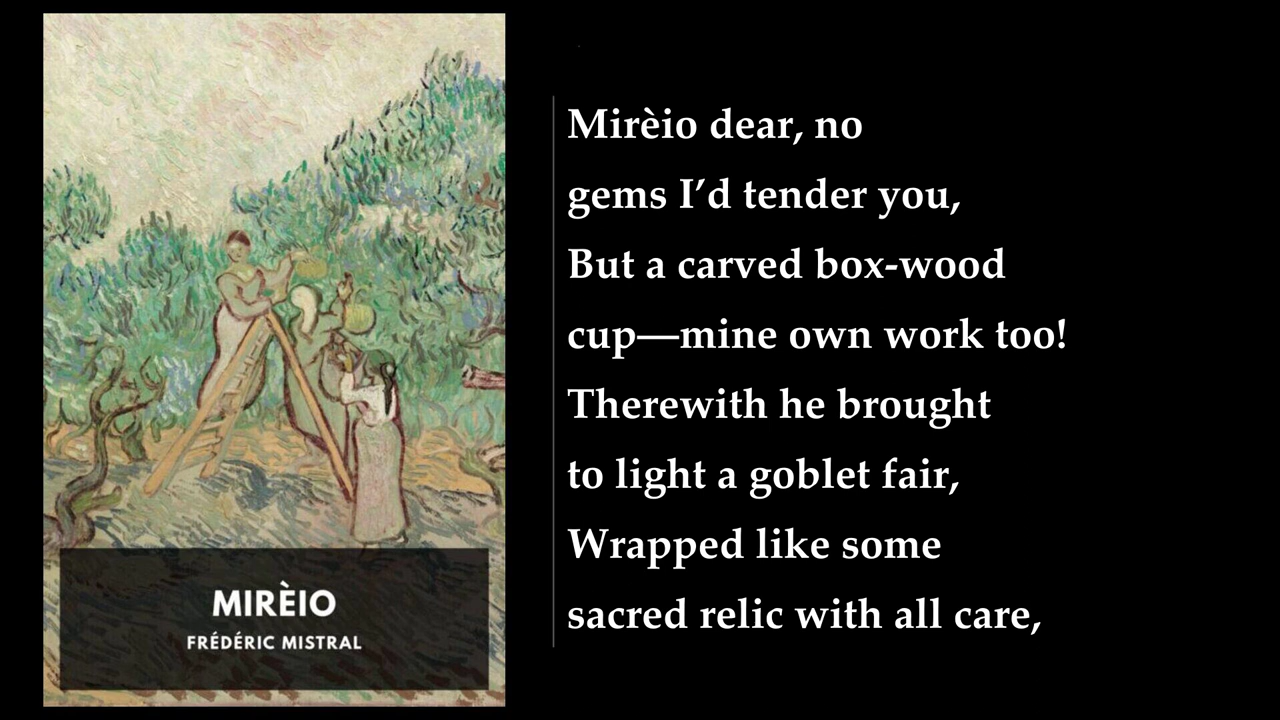 MIRÈIO
FRÉDÉRIC MISTRAL
Mirèio dear, no
gems I’d tender you,
But a carved box-wood
cup—mine own work too!
Therewith he brought
to light a goblet fair,
Wrapped like some
sacred relic with all care,